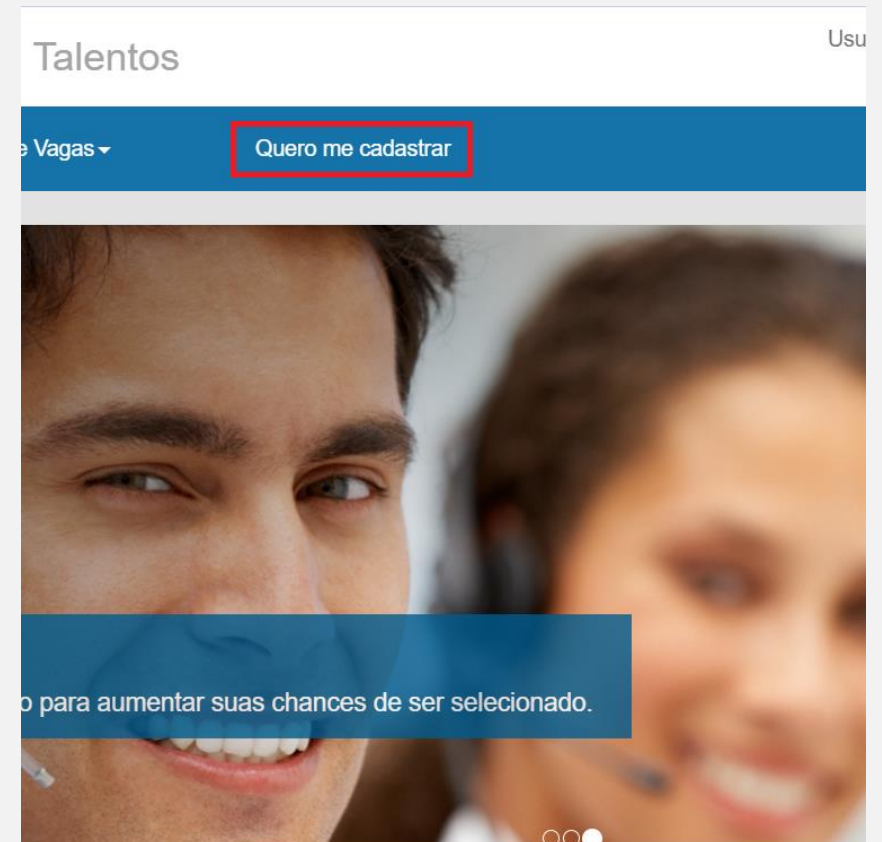 Talentos
Usu
e Vagas
Quero me cadastrar
o para aumentar suas chances de ser selecionado.